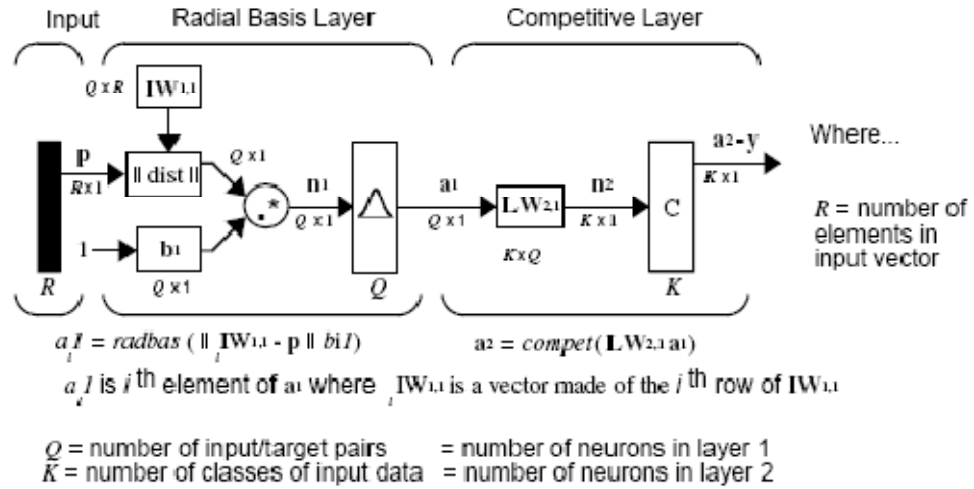 Input Radial Basis Layer Competitive Layer
Q x R IW1,1
p || dist || Q x 1 n1 a1 LW2,1 n2 C a2-y Where...
R x 1 .* Q x 1 Q x 1 K x 1 K x 1
1 b1 K x Q
R Q x 1 Q K
R = number of
elements in
input vector
ai1 = radbas ( || iIW1,1 - p || bi1) a2 = compet(LW2,1 a1)
ai1 is i th element of a1 where iIW1,1 is a vector made of the i th row of IW1,1
Q = number of input/target pairs = number of neurons in layer 1
K = number of classes of input data = number of neurons in layer 2